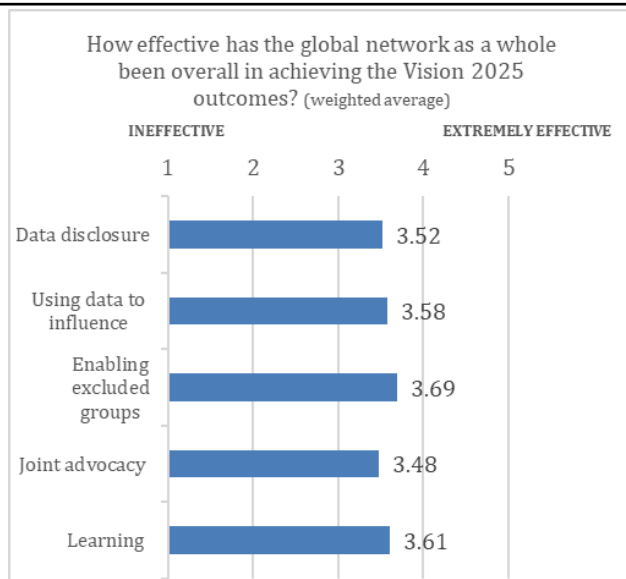 How effective has the global network as a whole
been overall in achieving the Vision 2025
outcomes? (weighted average)
INEFFECTIVE EXTREMELY EFFECTIVE
1 2 3 4 5
Data disclosure 3.52
Using data to
influence 3.58
Enabling
excluded
groups 3.69
Joint advocacy 3.48
Learning 3.61